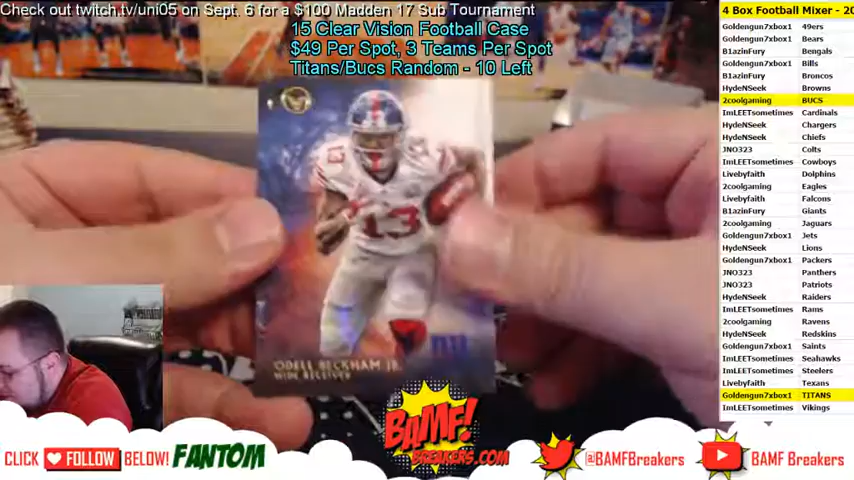 Check out twitch.tv/uni05 on Sept. 6 for a $100 Madden 17 Sub Tournament
15 Clear Vision Football Case
$49 Per Spot, 3 Teams Per Spot
Titans/Bucs Random - 10 Left
4 Box Football Mixer - 20
Goldengun7xbox1 49ers
Goldengun7xbox1 Bears
B1azinFury Bengals
Goldengun7xbox1 Bills
B1azinFury Broncos
HydeNSeek Browns
2coolgaming BUCS
ImLEETsometimes Cardinals
HydeNSeek Chargers
HydeNSeek Chiefs
JNO323 Colts
ImLEETsometimes Cowboys
Livebyfaith Dolphins
2coolgaming Eagles
Livebyfaith Falcons
B1azinFury Giants
2coolgaming Jaguars
Goldengun7xbox1 Jets
HydeNSeek Lions
Goldengun7xbox1 Packers
JNO323 Panthers
JNO323 Patriots
HydeNSeek Raiders
ImLEETsometimes Rams
2coolgaming Ravens
HydeNSeek Redskins
Goldengun7xbox1 Saints
ImLEETsometimes Seahawks
ImLEETsometimes Steelers
Livebyfaith Texans
Goldengun7xbox1 TITANS
ImLEETsometimes Vikings
13
13
ODELL BECKHAM JR.
WIDE RECEIVER
CLICK FOLLOW BELOW! FANTOM
BAMF!
BREAKERS.COM
@BAMFBreakers
BAMF Breakers